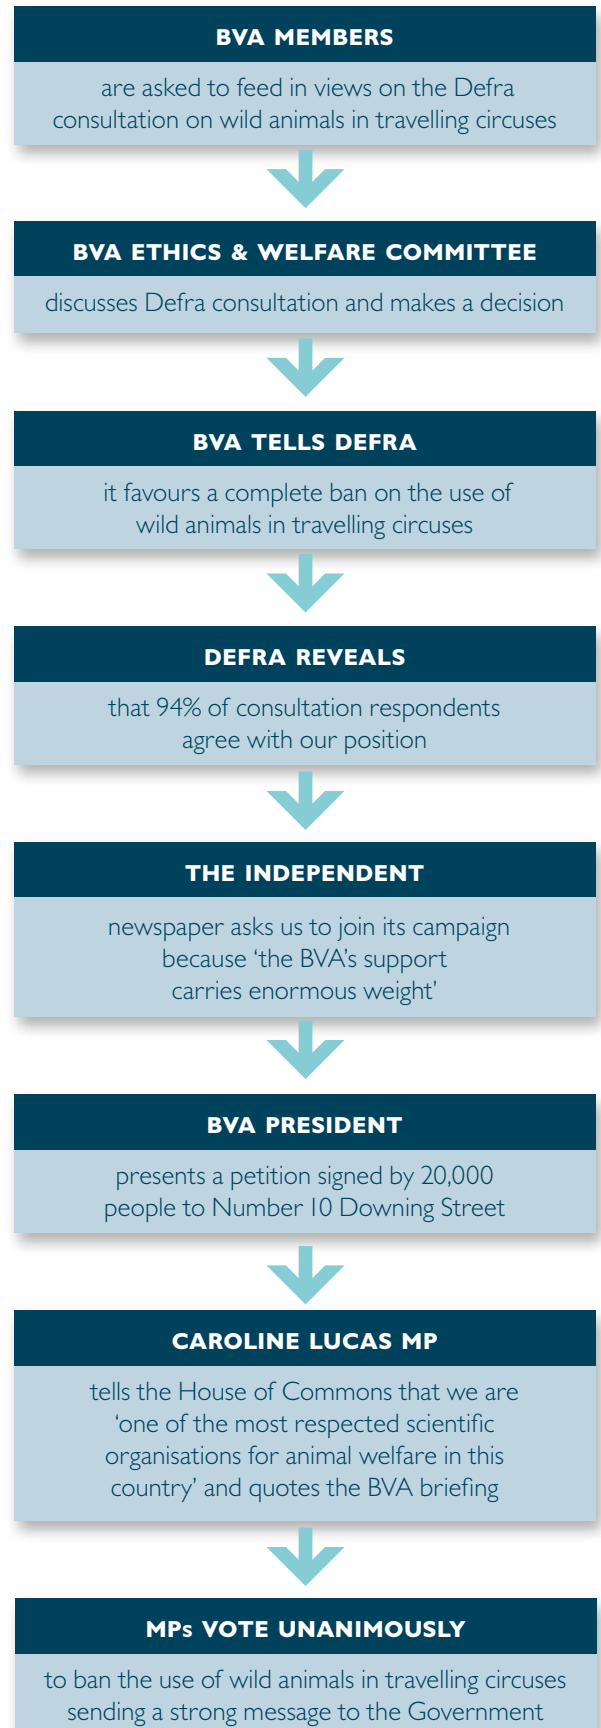 BVA MEMBERS
are asked to feed in views on the Defra
consultation on wild animals in travelling circuses
BVA ETHICS & WELFARE COMMITTEE
discusses Defra consultation and makes a decision
BVA TELLS DEFRA
it favours a complete ban on the use of
wild animals in travelling circuses
DEFRA REVEALS
that 94% of consultation respondents
agree with our position
THE INDEPENDENT
newspaper asks us to join its campaign
because ‘the BVA’s support
carries enormous weight’
BVA PRESIDENT
presents a petition signed by 20,000
people to Number 10 Downing Street
CAROLINE LUCAS MP
tells the House of Commons that we are
‘one of the most respected scientific
organisations for animal welfare in this
country’ and quotes the BVA briefing
MPs VOTE UNANIMOUSLY
to ban the use of wild animals in travelling circuses
sending a strong message to the Government